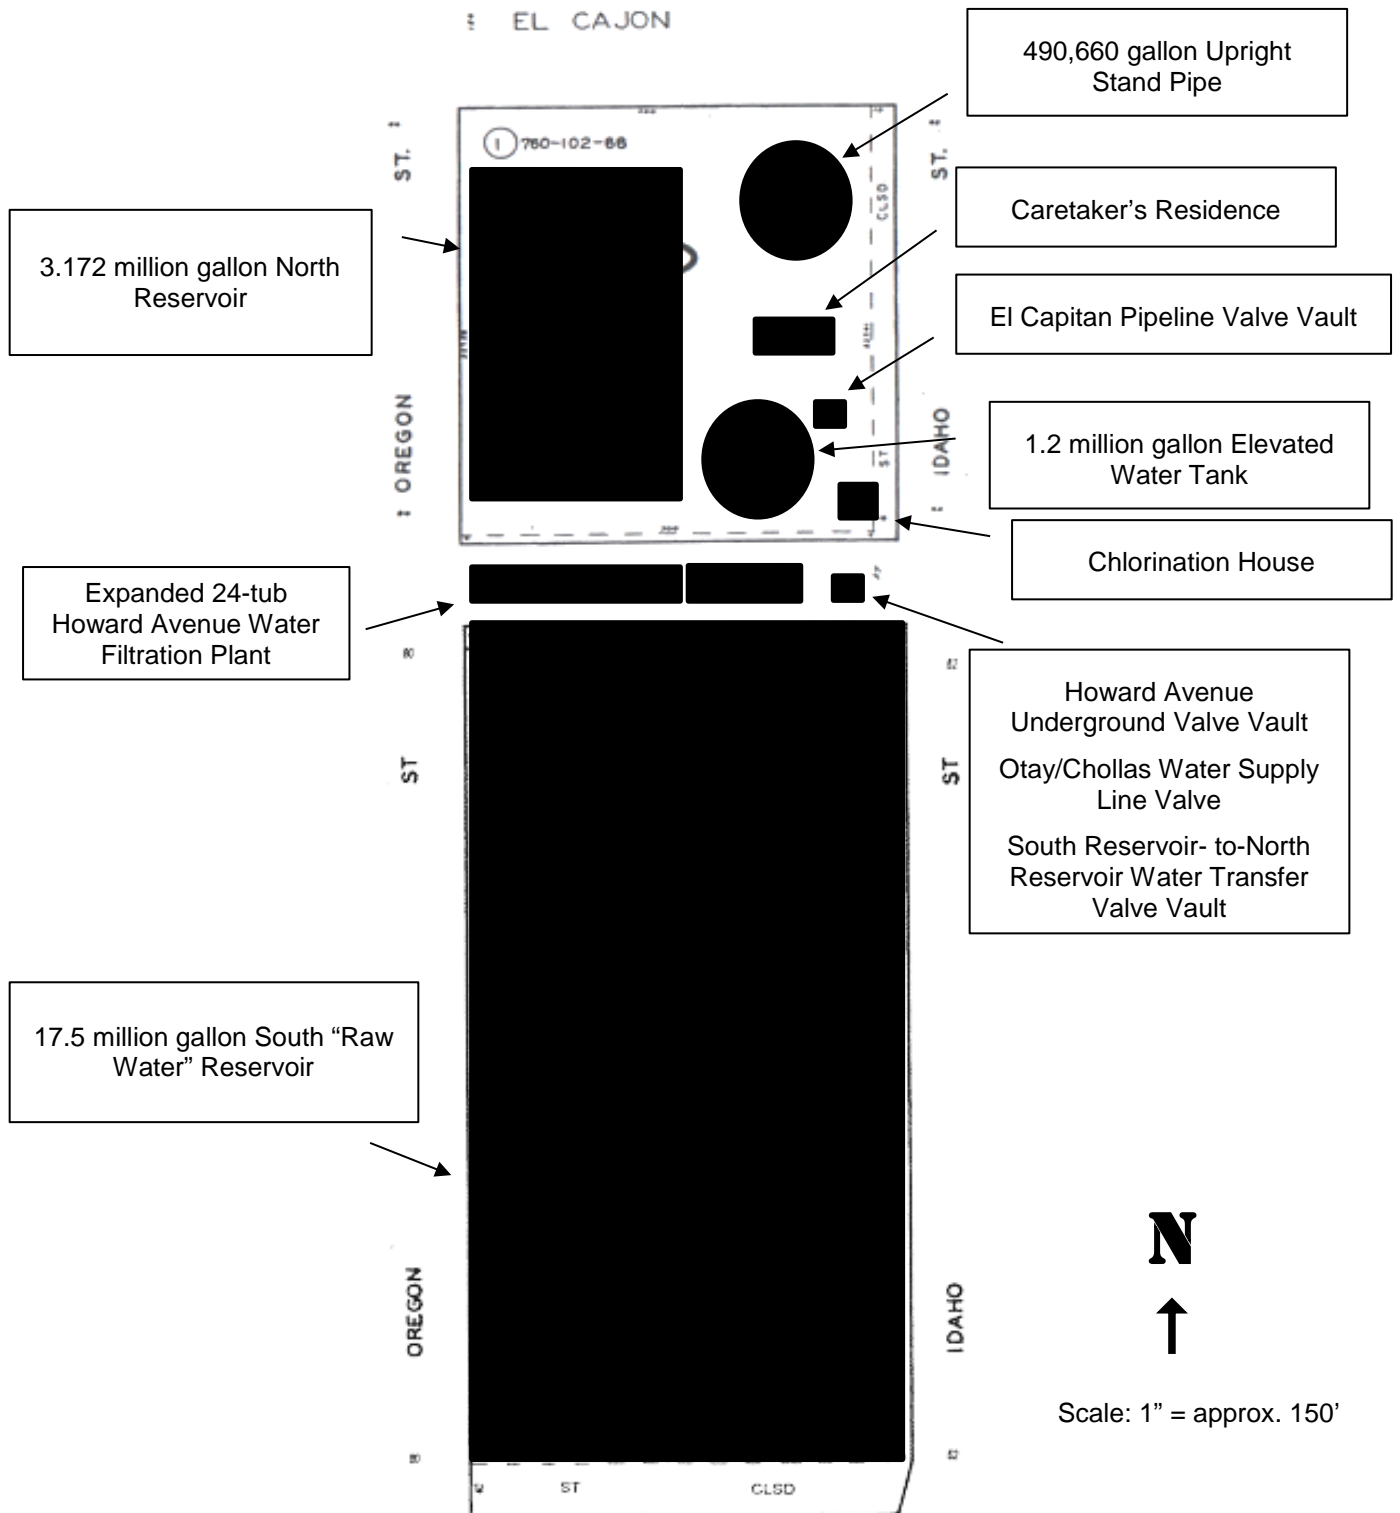 EL CAJON
490,660 gallon Upright
Stand Pipe
ST.
1 760-102-66
ST.
CLSD
Caretaker’s Residence
3.172 million gallon North
Reservoir
El Capitan Pipeline Valve Vault
OREGON
IDAHO
1.2 million gallon Elevated
Water Tank
ST
Chlorination House
Expanded 24-tub
Howard Avenue Water
Filtration Plant
Howard Avenue
Underground Valve Vault
Otay/Chollas Water Supply
Line Valve
South Reservoir- to-North
Reservoir Water Transfer
Valve Vault
ST
ST
17.5 million gallon South “Raw
Water” Reservoir
N
OREGON
IDAHO
Scale: 1” = approx. 150’
ST
CLSD